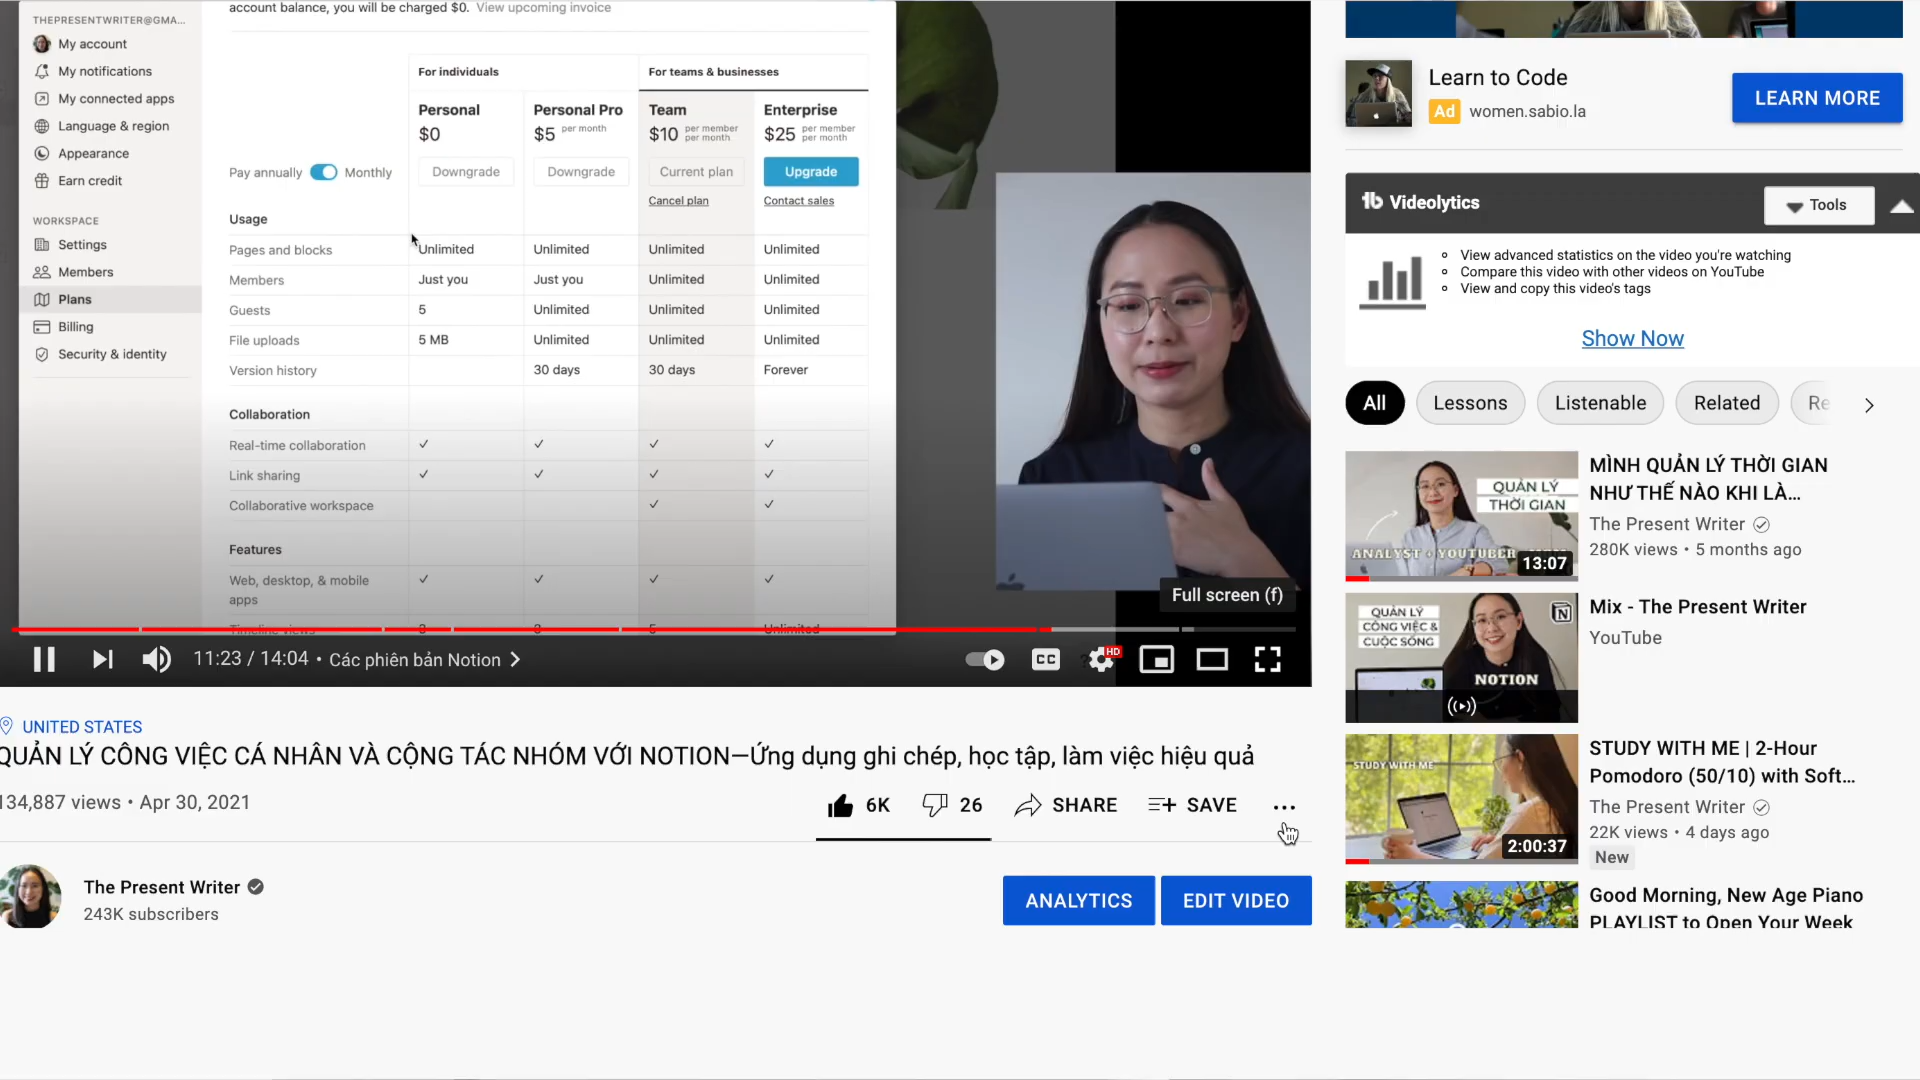 account balance, you will be charged $0. View upcoming invoice
THEPRESENTWRITER@GMA...
My account
My notifications
My connected apps
Language & region
Appearance
Earn credit
WORKSPACE
Settings
Members
Plans
Billing
Security & identity
For individuals
For teams & businesses
Personal
$0
Personal Pro
$5 per month
Team
$10 per member per month
Enterprise
$25 per member per month
Pay annually Monthly
Downgrade
Downgrade
Current plan
Upgrade
Cancel plan
Contact sales
Usage
Pages and blocks Unlimited Unlimited Unlimited Unlimited
Members Just you Just you Unlimited Unlimited
Guests 5 Unlimited Unlimited Unlimited
File uploads 5 MB Unlimited Unlimited Unlimited
Version history 30 days 30 days Forever
Collaboration
Real-time collaboration ✓ ✓ ✓ ✓
Link sharing ✓ ✓ ✓ ✓
Collaborative workspace ✓ ✓
Features
Web, desktop, & mobile ✓ ✓ ✓ ✓
apps
Timeline views 3 3 5 Unlimited
Full screen (f)
11:23 / 14:04 • Các phiên bản Notion
CC
HD
UNITED STATES
QUẢN LÝ CÔNG VIỆC CÁ NHÂN VÀ CỘNG TÁC NHÓM VỚI NOTION—Ứng dụng ghi chép, học tập, làm việc hiệu quả
134,887 views • Apr 30, 2021
6K
26
SHARE
SAVE
The Present Writer
243K subscribers
ANALYTICS
EDIT VIDEO
Learn to Code
Ad women.sabio.la
LEARN MORE
Videolytics
Tools
View advanced statistics on the video you're watching
Compare this video with other videos on YouTube
View and copy this video's tags
Show Now
All
Lessons
Listenable
Related
Re
QUẢN LÝ
THỜI GIAN
ANALYST & YOUTUBER
13:07
MÌNH QUẢN LÝ THỜI GIAN
NHƯ THẾ NÀO KHI LÀ...
The Present Writer
280K views • 5 months ago
QUẢN LÝ
CÔNG VIỆC &
CUỘC SỐNG
N
NOTION
Mix - The Present Writer
YouTube
STUDY WITH ME
2:00:37
STUDY WITH ME | 2-Hour
Pomodoro (50/10) with Soft...
The Present Writer
22K views • 4 days ago
New
Good Morning, New Age Piano
PLAYLIST to Open Your Week